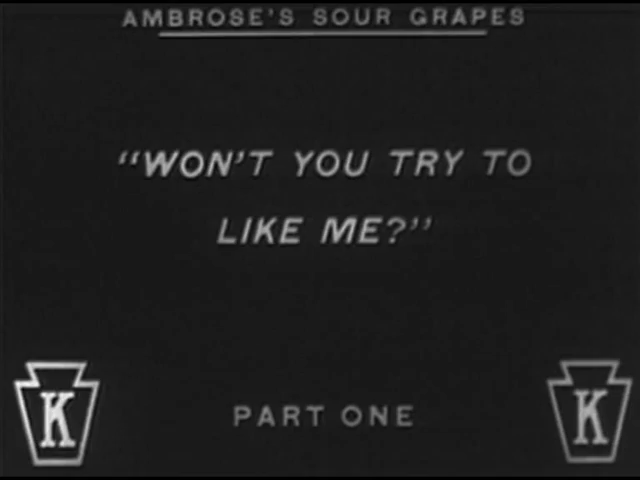 AMBROSE'S SOUR GRAPES
"WON'T YOU TRY TO
LIKE ME?"
K
PART ONE
K